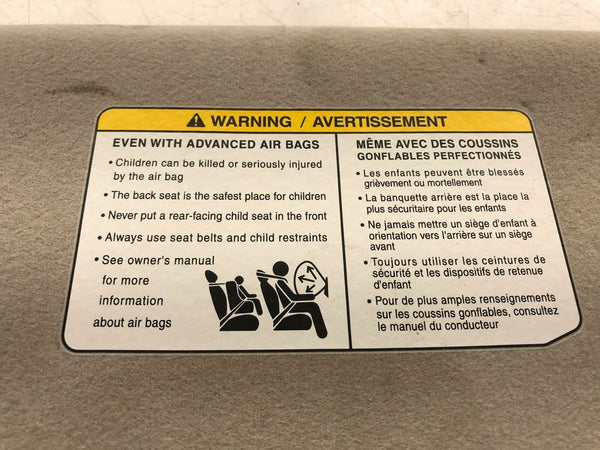 ⚠ WARNING / AVERTISSEMENT
EVEN WITH ADVANCED AIR BAGS
• Children can be killed or seriously injured
by the air bag
• The back seat is the safest place for children
• Never put a rear-facing child seat in the front
• Always use seat belts and child restraints
• See owner's manual
for more
information
about air bags
MÊME AVEC DES COUSSINS
GONFLABLES PERFECTIONNÉS
• Les enfants peuvent être blessés
grièvement ou mortellement
• La banquette arrière est la place la
plus sécuritaire pour les enfants
• Ne jamais mettre un siège d'enfant à
orientation vers l'arrière sur un siège
avant
• Toujours utiliser les ceintures de
sécurité et les dispositifs de retenue
d'enfant
• Pour de plus amples renseignements
sur les coussins gonflables, consultez
le manuel du conducteur